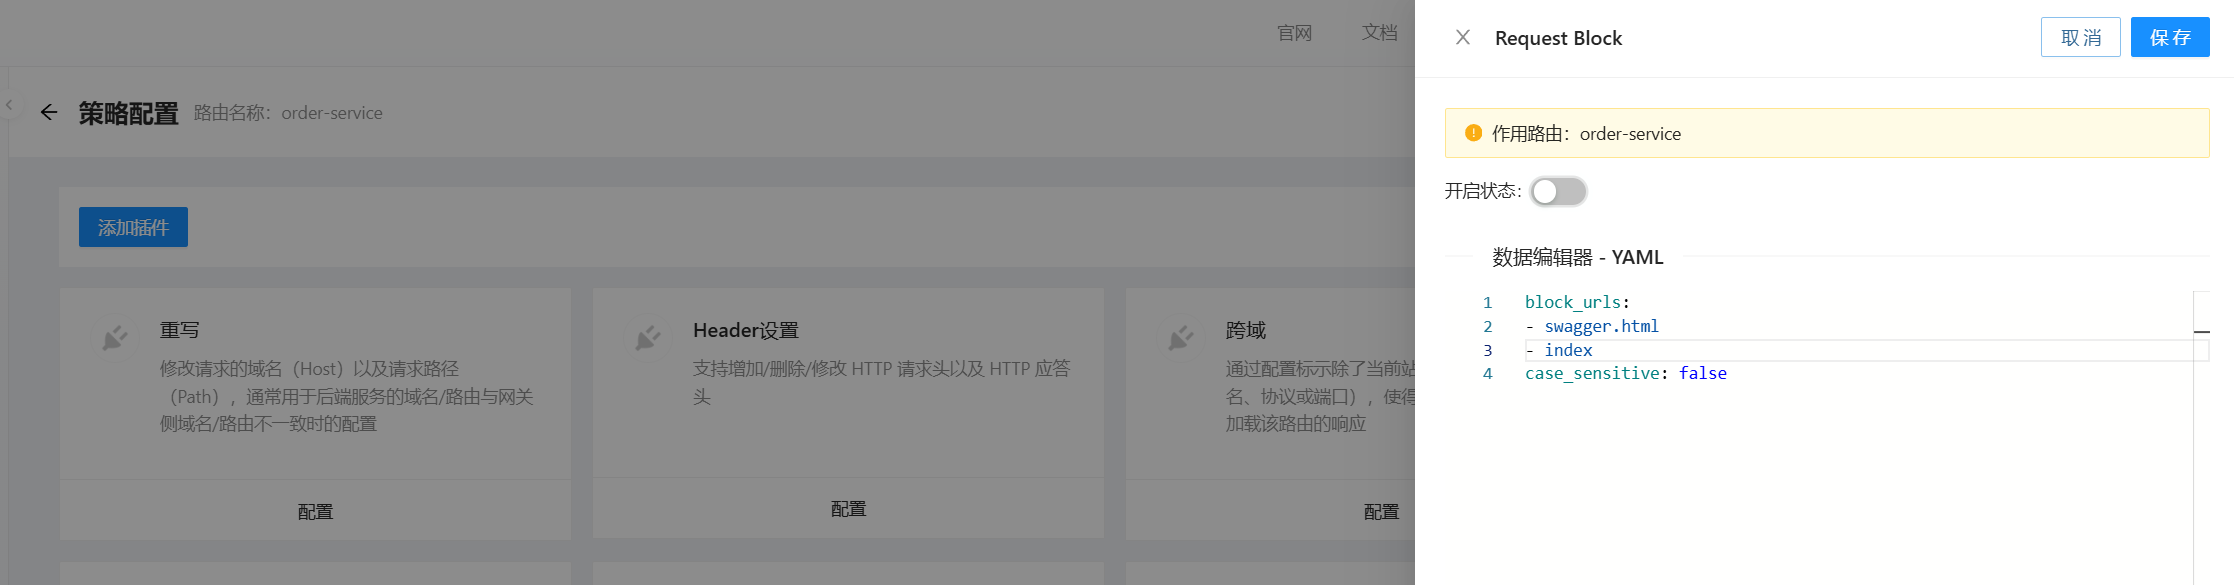 官网
文档
策略配置 路由名称：order-service
添加插件
重写
修改请求的域名（Host）以及请求路径
（Path），通常用于后端服务的域名/路由与网关
侧域名/路由不一致时的配置
配置
Header设置
支持增加/删除/修改 HTTP 请求头以及 HTTP 应答
头
配置
跨域
通过配置标示除了当前站
名、协议或端口），使得
加载该路由的响应
配置
Request Block
取 消
保 存
作用路由：order-service
开启状态：
数据编辑器 - YAML
1 block_urls:
2 - swagger.html
3 - index
4 case_sensitive: false